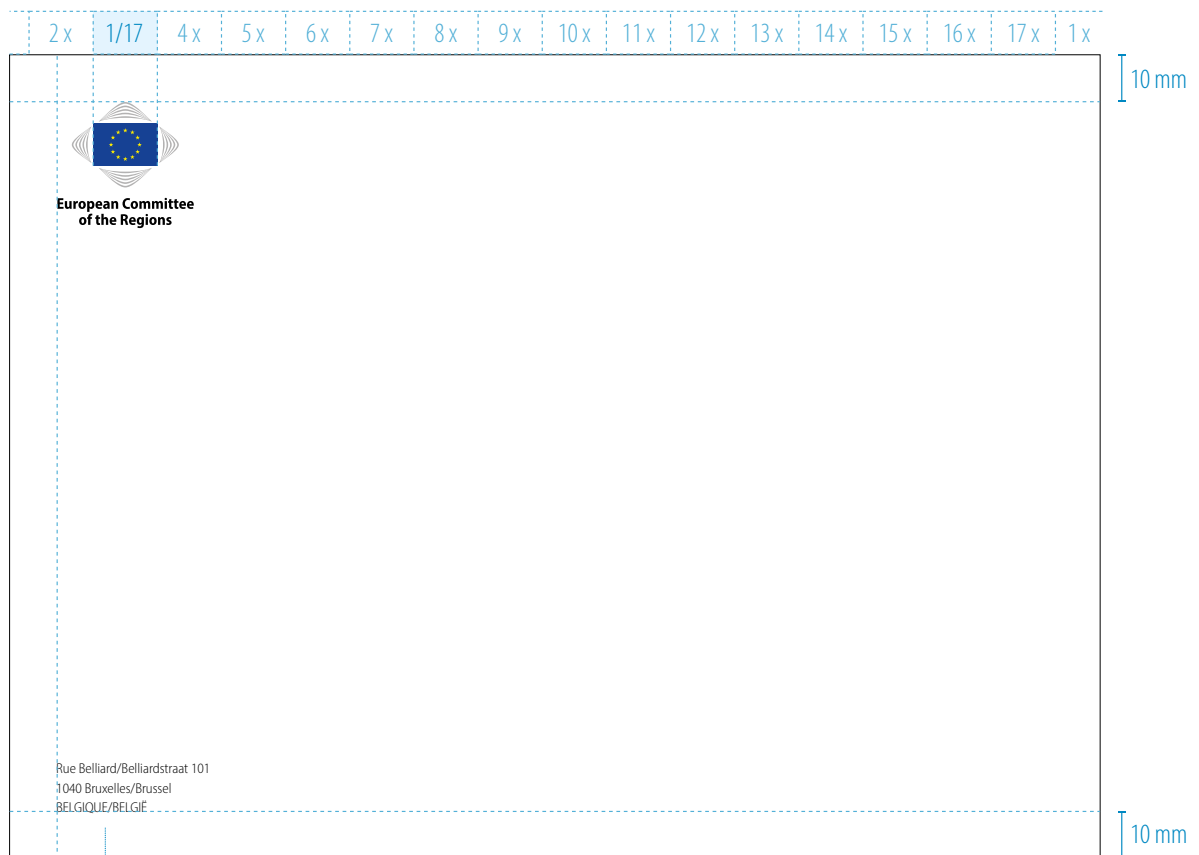 2 x 1/17 4 x 5 x 6 x 7 x 8 x 9 x 10 x 11 x 12 x 13 x 14 x 15 x 16 x 17 x 1 x
10 mm
European Committee
of the Regions
Rue Belliard/Belliardstraat 101
1040 Bruxelles/Brussel
BELGIQUE/BELGIË
10 mm